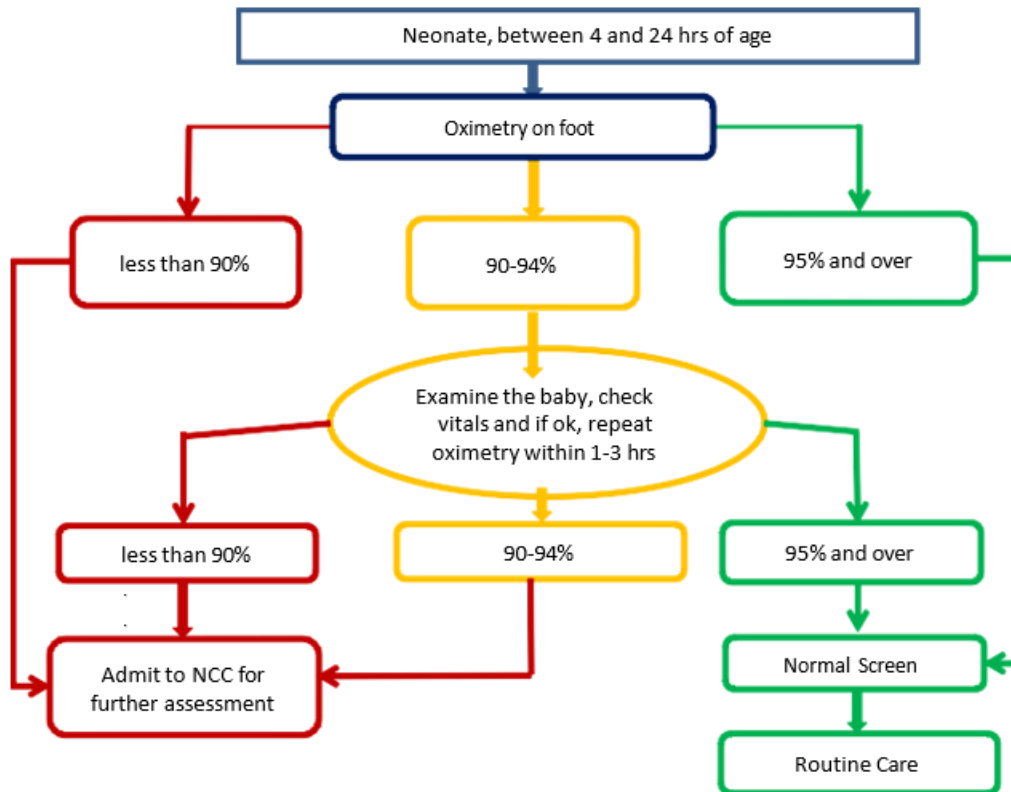 Neonate, between 4 and 24 hrs of age
Oximetry on foot
less than 90%
90-94%
95% and over
Examine the baby, check
vitals and if ok, repeat
oximetry within 1-3 hrs
less than 90%
90-94%
95% and over
.
.
Admit to NCC for
further assessment
Normal Screen
Routine Care